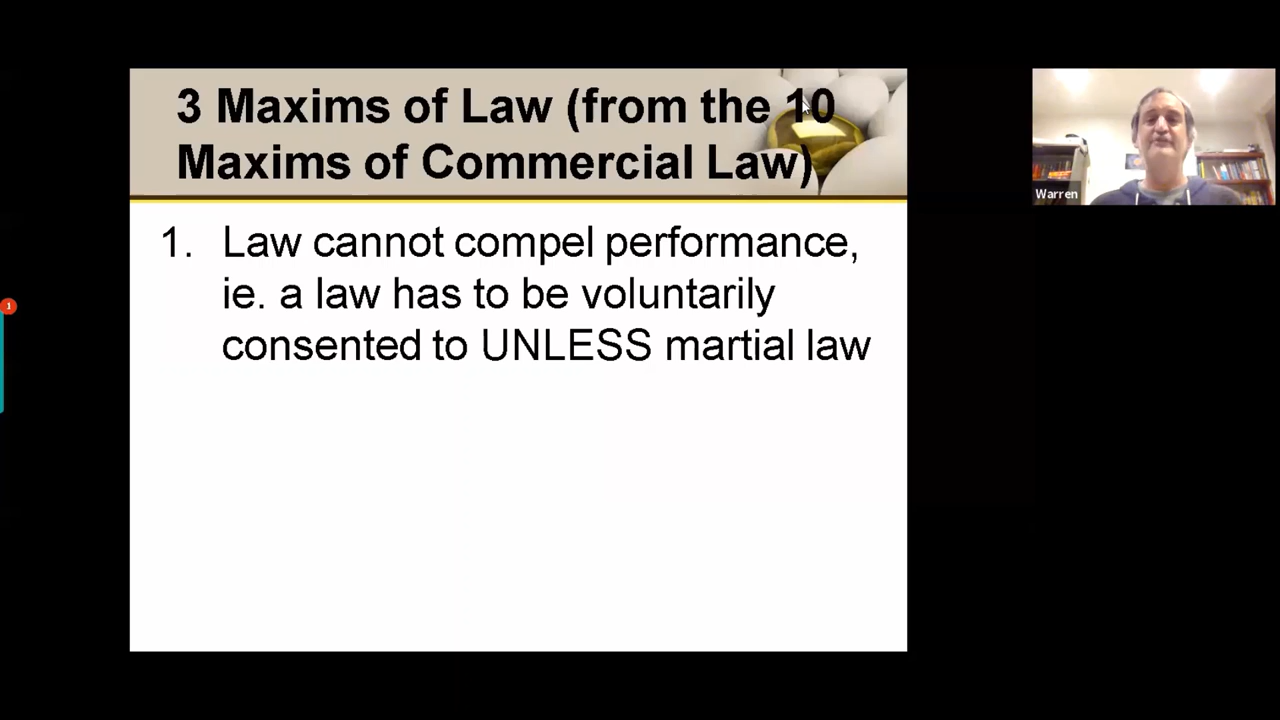 3 Maxims of Law (from the 10
Maxims of Commercial Law)
1. Law cannot compel performance,
ie. a law has to be voluntarily
consented to UNLESS martial law
Warren
1